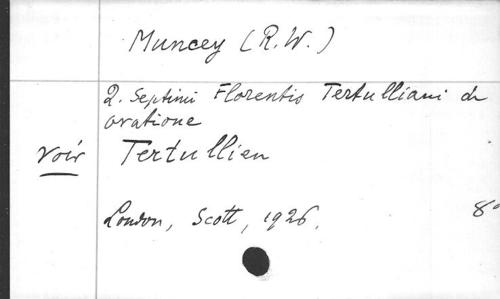 Muncey (R. W.)
Q. Septimi Florentis Tertulliani de
oratione
voir Tertullien
London, Scott, 1926. 8°